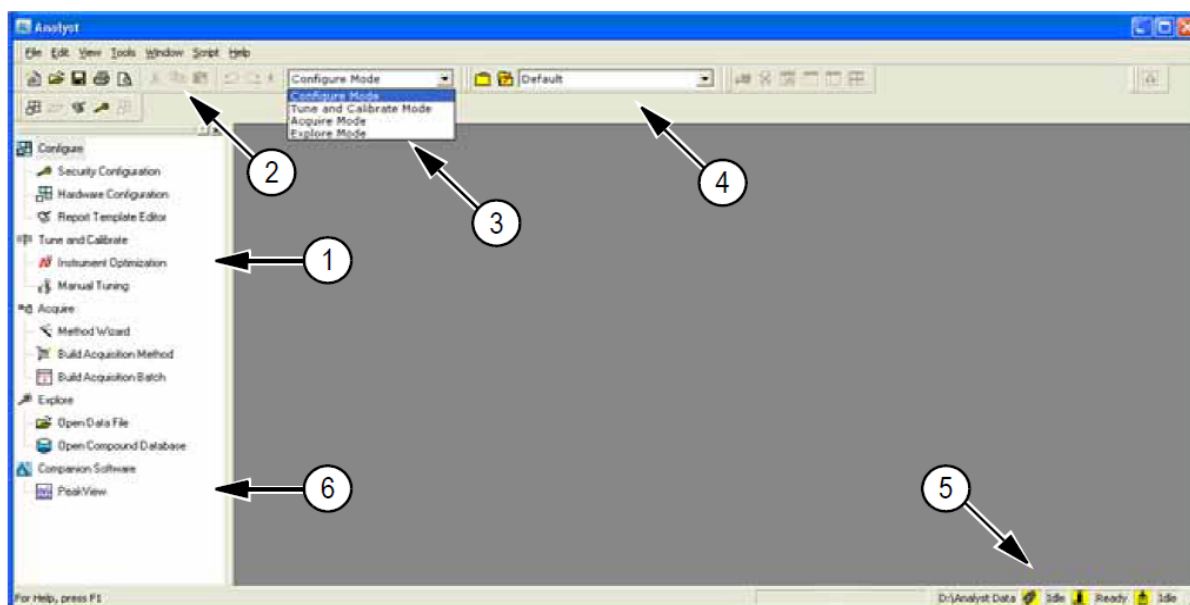 Analyst
File Edit View Tools Window Script Help
Configure Mode Default
Configure Mode
Tune and Calibrate Mode
Acquire Mode
Explore Mode
2
3
4
Configure
Security Configuration
Hardware Configuration
Report Template Editor
Tune and Calibrate
Instrument Optimization
1
Manual Tuning
Acquire
Method Wizard
Build Acquisition Method
Build Acquisition Batch
Explore
Open Data File
Open Compound Database
Companion Software
PeakView
6
5
For Help, press F1 D:\Analyst Data Idle Ready Idle